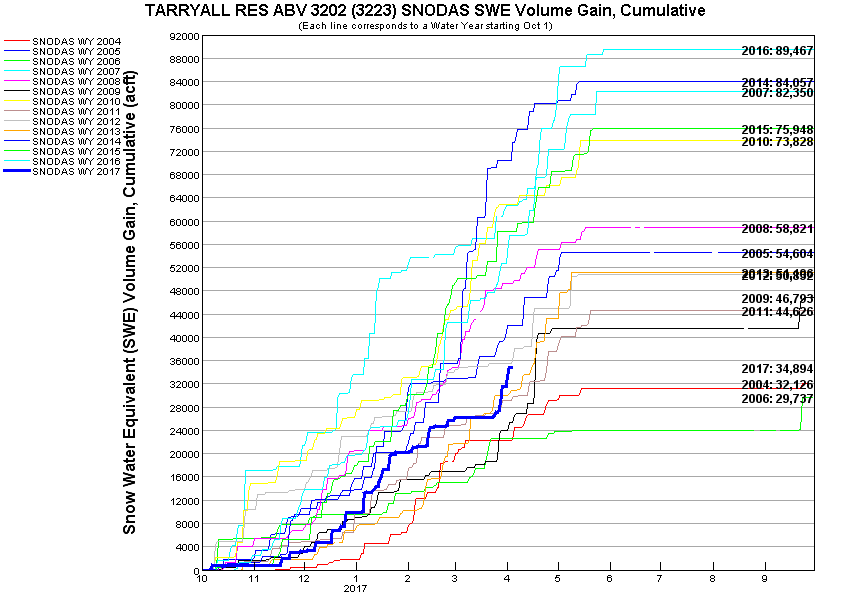 TARRYALL RES ABV 3202 (3223) SNODAS SWE Volume Gain, Cumulative
(Each line corresponds to a Water Year starting Oct 1)
SNODAS WY 2004
SNODAS WY 2005
SNODAS WY 2006
SNODAS WY 2007
SNODAS WY 2008
SNODAS WY 2009
SNODAS WY 2010
SNODAS WY 2011
SNODAS WY 2012
SNODAS WY 2013
SNODAS WY 2014
SNODAS WY 2015
SNODAS WY 2016
SNODAS WY 2017
Snow Water Equivalent (SWE) Volume Gain, Cumulative (acft)
92000
88000
84000
80000
76000
72000
68000
64000
60000
56000
52000
48000
44000
40000
36000
32000
28000
24000
20000
16000
12000
8000
4000
0
2016: 89,467
2014: 84,057
2007: 82,350
2015: 75,948
2010: 73,828
2008: 58,821
2005: 54,604
2009: 46,793
2011: 44,626
2017: 34,894
2004: 32,126
2006: 29,737
10 11 12 1 2 3 4 5 6 7 8 9
2017